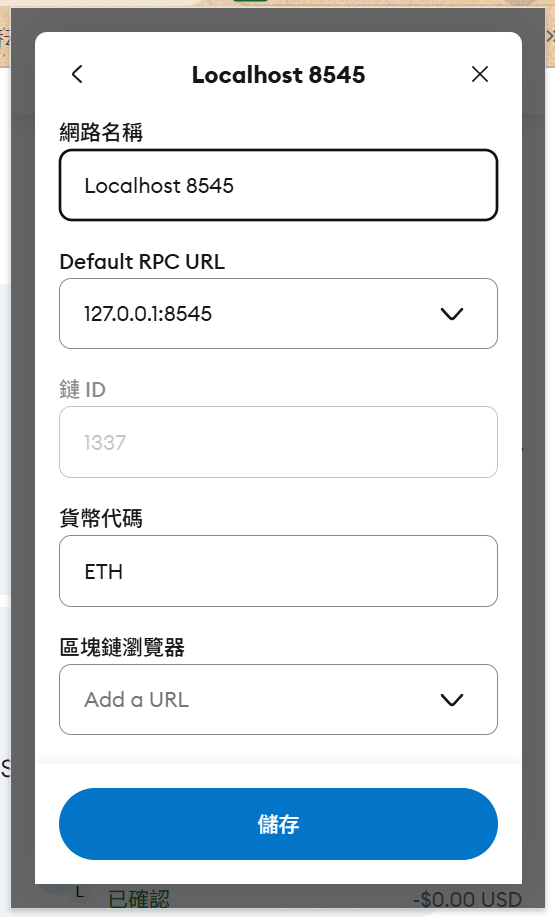 Localhost 8545
網路名稱
Localhost 8545
Default RPC URL
127.0.0.1:8545
鏈 ID
1337
貨幣代碼
ETH
區塊鏈瀏覽器
Add a URL
儲存
L
已確認
-$0.00 USD